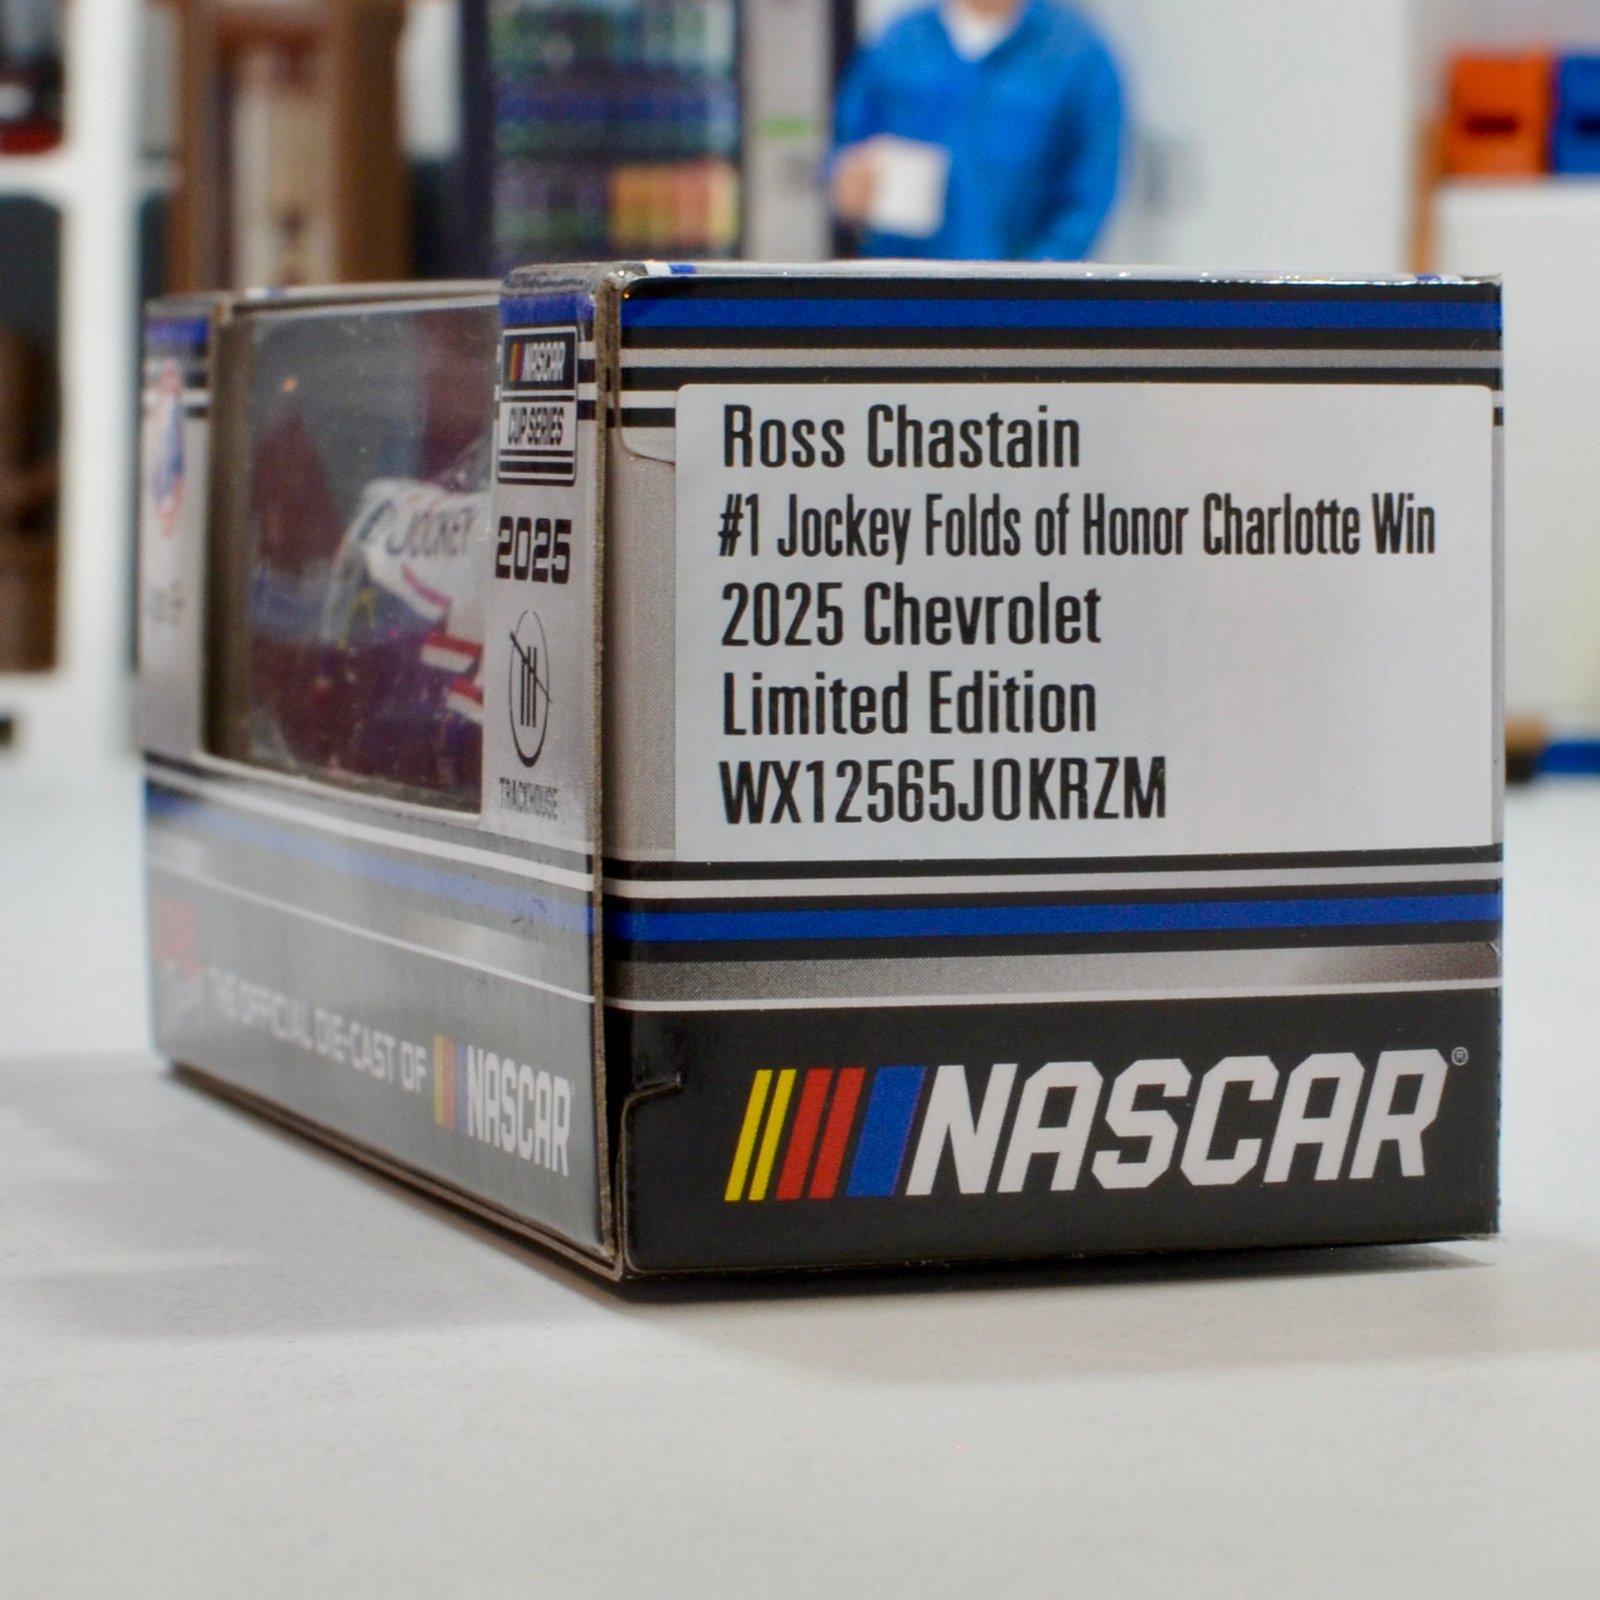 NASCAR
CUP SERIES
2025
TRACKHOUSE
JOCKEY
THE OFFICIAL DIE-CAST OF NASCAR
Ross Chastain
#1 Jockey Folds of Honor Charlotte Win
2025 Chevrolet
Limited Edition
WX12565JOKRZM
NASCAR®